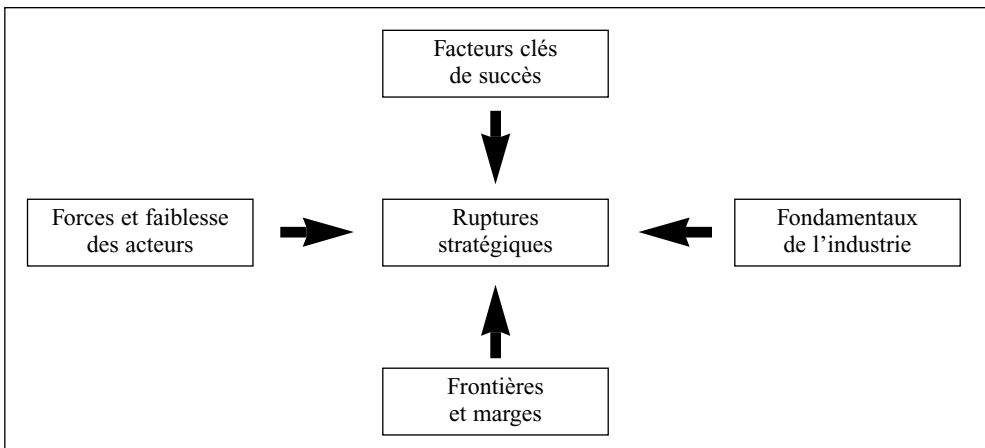 Facteurs clés
de succès
Forces et faiblesse
des acteurs
Ruptures
stratégiques
Fondamentaux
de l’industrie
Frontières
et marges